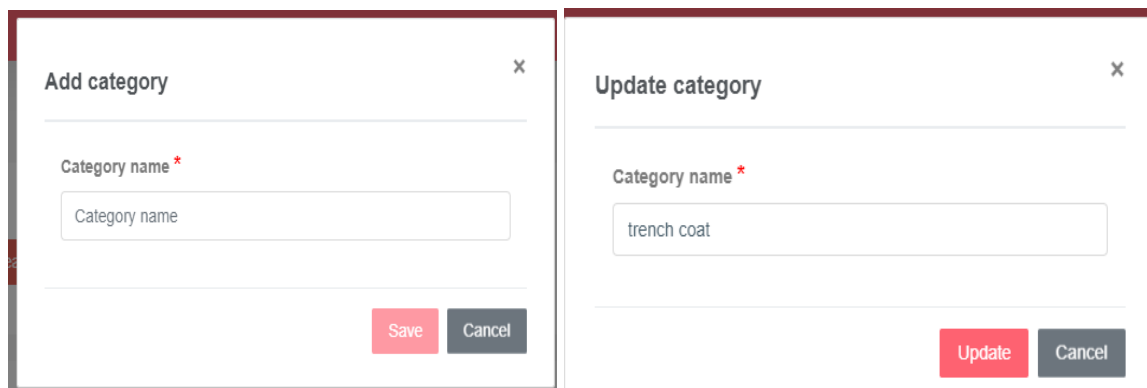 Add category
×
Category name *
Category name
Save Cancel
Update category
×
Category name *
trench coat
Update Cancel